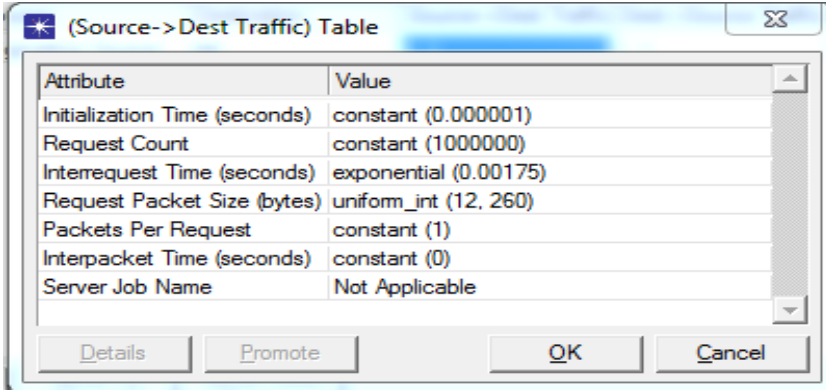 (Source->Dest Traffic) Table
Attribute Value
Initialization Time (seconds) constant (0.000001)
Request Count constant (1000000)
Interrequest Time (seconds) exponential (0.00175)
Request Packet Size (bytes) uniform_int (12, 260)
Packets Per Request constant (1)
Interpacket Time (seconds) constant (0)
Server Job Name Not Applicable
Details Promote OK Cancel